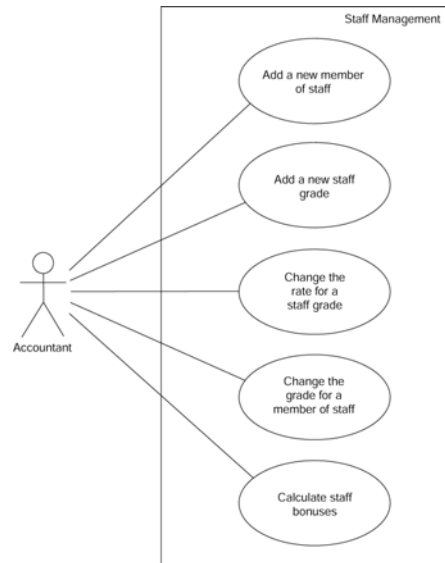 Staff Management
Add a new member
of staff
Add a new staff
grade
Change the
rate for a
staff grade
Accountant
Change the
grade for a
member of staff
Calculate staff
bonuses